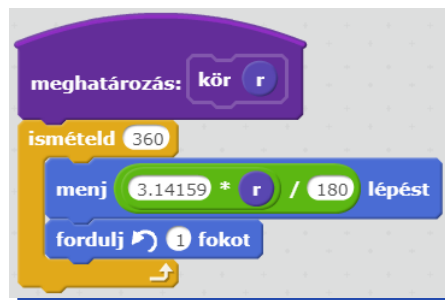 meghatározás: kör r
ismételd 360
menj 3.14159 * r / 180 lépést
fordulj 1 fokot